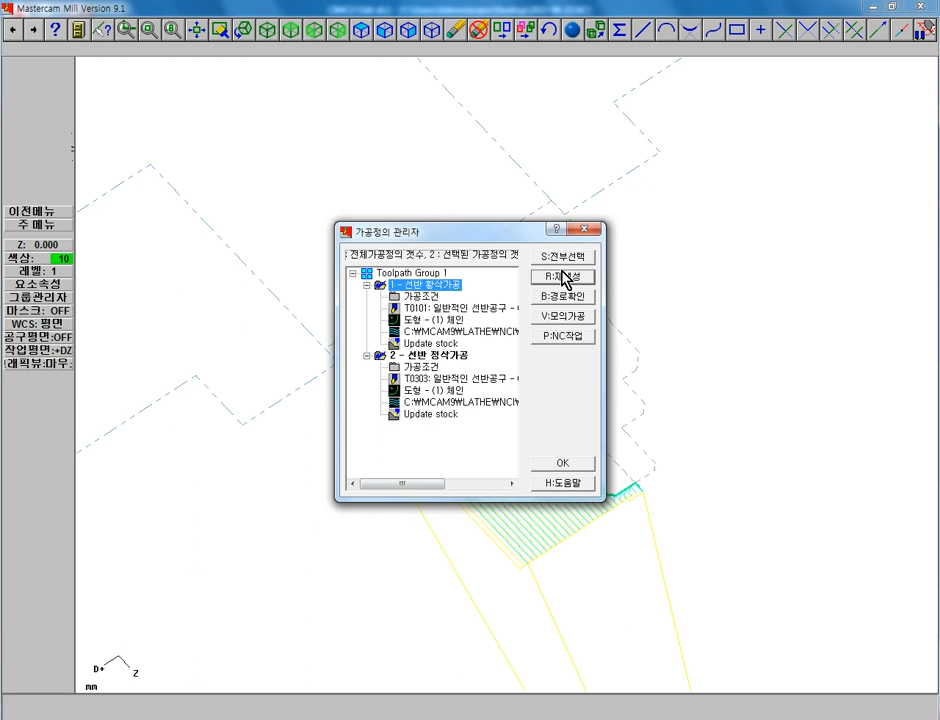 Mastercam Mill Version 9.1
이전메뉴
주 메뉴
Z: 0.000
색상: 10
레벨: 1
요소속성
그룹관리자
마스크: OFF
WCS: 평면
공구평면:OFF
작업평면:+DZ
래픽뷰:마우:
가공정의 관리자
전체가공정의 갯수, 2 : 선택된 가공정의 갯
Toolpath Group 1
1 - 선반 황삭가공
가공조건
T0101: 일반적인 선반공구 -
도형 - (1) 체인
C:₩MCAM9₩LATHE₩NCI₩
Update stock
2 - 선반 정삭가공
가공조건
T0303: 일반적인 선반공구 -
도형 - (1) 체인
C:₩MCAM9₩LATHE₩NCI₩
Update stock
S:전부선택
B:경로확인
V:모의가공
P:NC작업
OK
H:도움말
D+
Z
mm